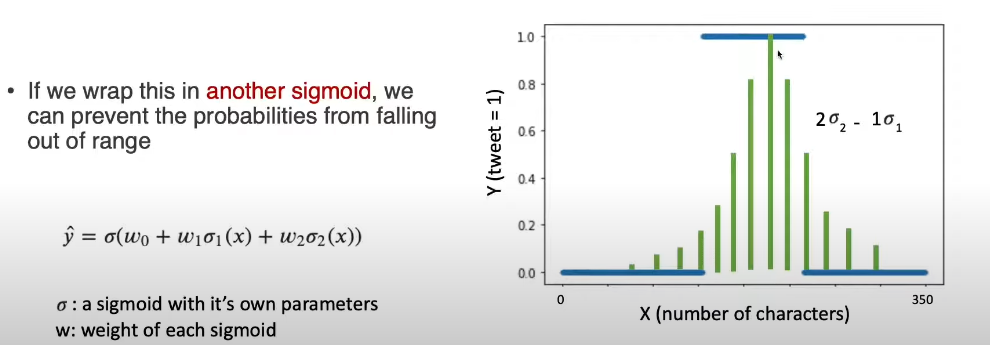 • If we wrap this in another sigmoid, we
can prevent the probabilities from falling
out of range
ŷ = σ(w₀ + w₁σ₁(x) + w₂σ₂(x))
σ : a sigmoid with it's own parameters
w: weight of each sigmoid
Y (tweet = 1)
1.0
0.8
0.6
0.4
0.2
0.0
2σ₂ - 1σ₁
0
350
X (number of characters)